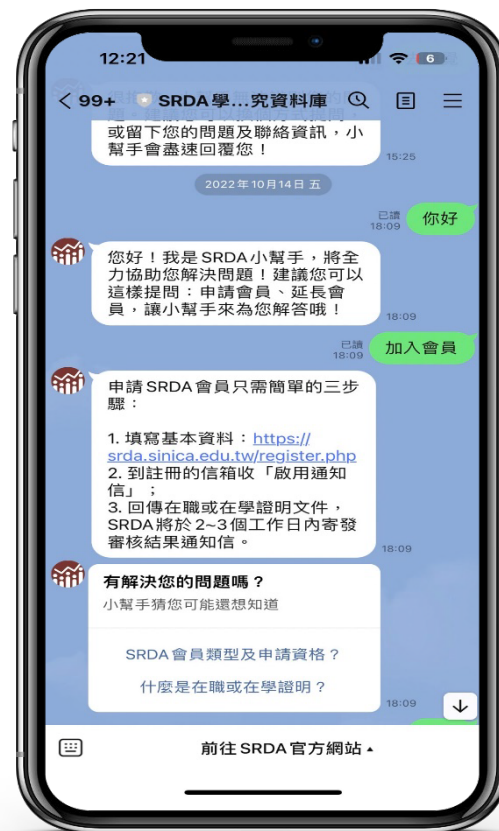 12:21
6
99+
SRDA學...究資料庫
或留下您的問題及聯絡資訊，小
幫手會盡速回覆您！
15:25
2022年10月14日 五
已讀
18:09
你好
您好！我是SRDA小幫手，將全
力協助您解決問題！建議您可以
這樣提問：申請會員、延長會
員，讓小幫手來為您解答哦！
18:09
已讀
18:09
加入會員
申請SRDA會員只需簡單的三步
驟：
1. 填寫基本資料：https://
srda.sinica.edu.tw/register.php
2. 到註冊的信箱收「啟用通知
信」；
3. 回傳在職或在學證明文件，
SRDA將於2~3個工作日內寄發
審核結果通知信。
18:09
有解決您的問題嗎？
小幫手猜您可能還想知道
SRDA會員類型及申請資格？
什麼是在職或在學證明？
18:09
前往SRDA官方網站